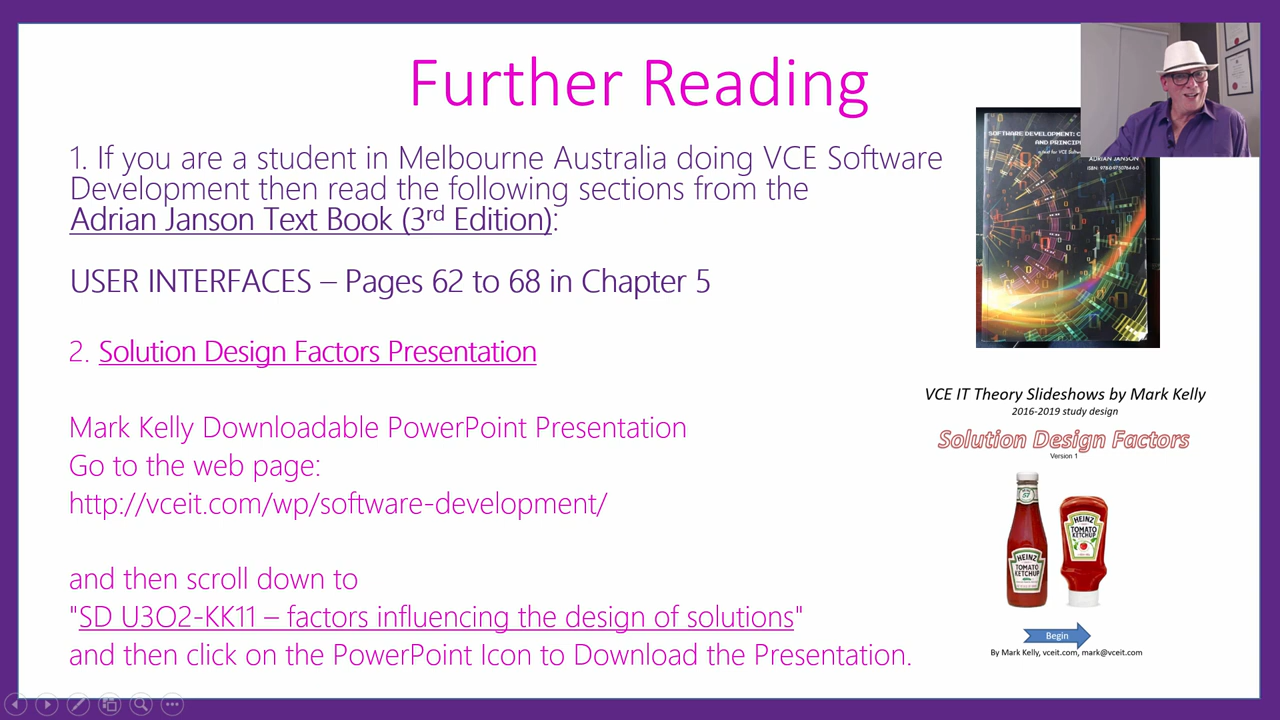 Further Reading
1. If you are a student in Melbourne Australia doing VCE Software
Development then read the following sections from the
Adrian Janson Text Book (3rd Edition):
USER INTERFACES – Pages 62 to 68 in Chapter 5
2. Solution Design Factors Presentation
Mark Kelly Downloadable PowerPoint Presentation
Go to the web page:
http://vceit.com/wp/software-development/
and then scroll down to
"SD U3O2-KK11 – factors influencing the design of solutions"
and then click on the PowerPoint Icon to Download the Presentation.
SOFTWARE DEVELOPMENT:
AND PRINCIP
ADRIAN JANSON
VCE IT Theory Slideshows by Mark Kelly
2016-2019 study design
Solution Design Factors
Version 1
57
HEINZ
TOMATO
KETCHUP
HEINZ
TOMATO
KETCHUP
Begin
By Mark Kelly, vceit.com, mark@vceit.com